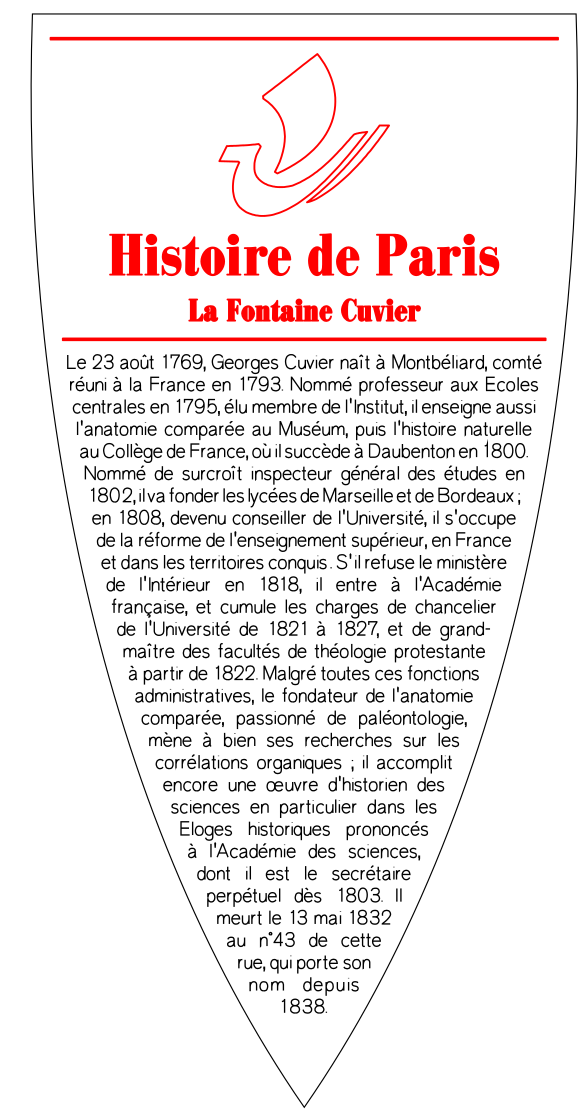 Histoire de Paris
La Fontaine Cuvier
Le 23 août 1769, Georges Cuvier naît à Montbéliard, comté
réuni à la France en 1793. Nommé professeur aux Ecoles
centrales en 1795, élu membre de l'Institut, il enseigne aussi
l'anatomie comparée au Muséum, puis l'histoire naturelle
au Collège de France, où il succède à Daubenton en 1800.
Nommé de surcroît inspecteur général des études en
1802, il va fonder les lycées de Marseille et de Bordeaux ;
en 1808, devenu conseiller de l'Université, il s'occupe
de la réforme de l'enseignement supérieur, en France
et dans les territoires conquis. S'il refuse le ministère
de l'Intérieur en 1818, il entre à l'Académie
française, et cumule les charges de chancelier
de l'Université de 1821 à 1827, et de grand-
maître des facultés de théologie protestante
à partir de 1822. Malgré toutes ces fonctions
administratives, le fondateur de l'anatomie
comparée, passionné de paléontologie,
mène à bien ses recherches sur les
corrélations organiques ; il accomplit
encore une œuvre d'historien des
sciences en particulier dans les
Eloges historiques prononcés
à l'Académie des sciences,
dont il est le secrétaire
perpétuel dès 1803. Il
meurt le 13 mai 1832
au n°43 de cette
rue, qui porte son
nom depuis
1838.